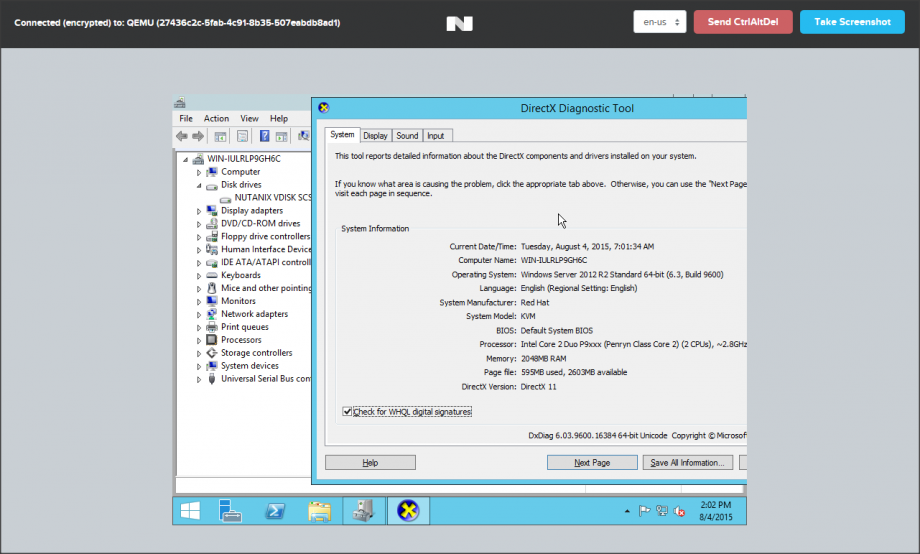 Connected (encrypted) to: QEMU (27436c2c-5fab-4c91-8b35-507eabdb8ad1)
en-us
Send CtrlAltDel
Take Screenshot
DirectX Diagnostic Tool
File Action View Help
System Display Sound Input
WIN-IULRLP9GH6C
Computer
Disk drives
NUTANIX VDISK SCS
Display adapters
DVD/CD-ROM drives
Floppy drive controllers
Human Interface Device
IDE ATA/ATAPI controll
Keyboards
Mice and other pointing
Monitors
Network adapters
Print queues
Processors
Storage controllers
System devices
Universal Serial Bus con
This tool reports detailed information about the DirectX components and drivers installed on your system.
If you know what area is causing the problem, click the appropriate tab above. Otherwise, you can use the "Next Page
visit each page in sequence.
System Information
Current Date/Time: Tuesday, August 4, 2015, 7:01:34 AM
Computer Name: WIN-IULRLP9GH6C
Operating System: Windows Server 2012 R2 Standard 64-bit (6.3, Build 9600)
Language: English (Regional Setting: English)
System Manufacturer: Red Hat
System Model: KVM
BIOS: Default System BIOS
Processor: Intel Core 2 Duo P9xxx (Penryn Class Core 2) (2 CPUs), ~2.8GHz
Memory: 2048MB RAM
Page file: 595MB used, 2603MB available
DirectX Version: DirectX 11
Check for WHQL digital signatures
DxDiag 6.03.9600.16384 64-bit Unicode Copyright © Microsof
Help
Next Page
Save All Information...
2:02 PM
8/4/2015